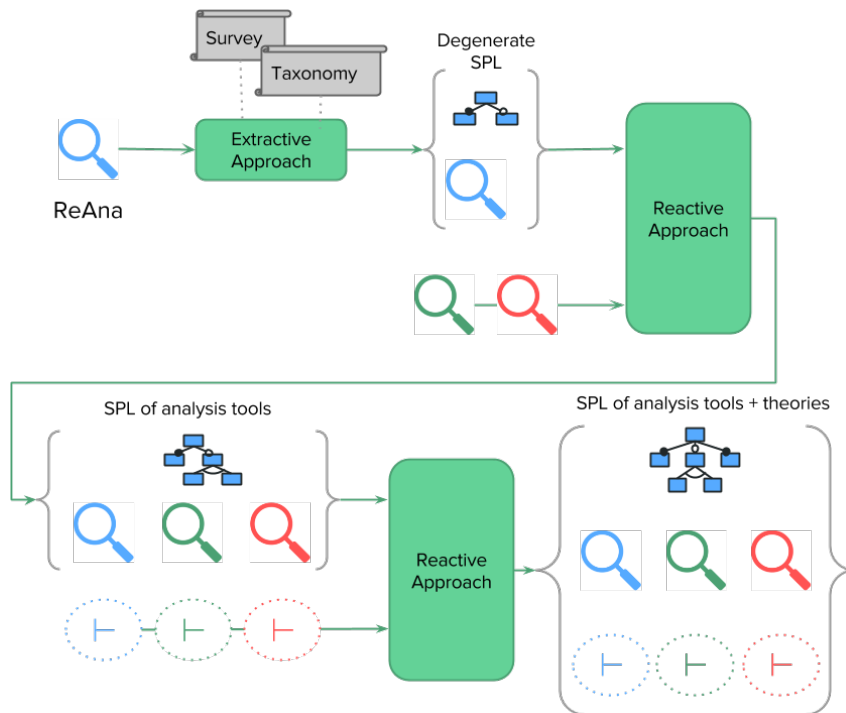 Survey
Taxonomy
Degenerate
SPL
Extractive
Approach
ReAna
Reactive
Approach
SPL of analysis tools
SPL of analysis tools + theories
Reactive
Approach